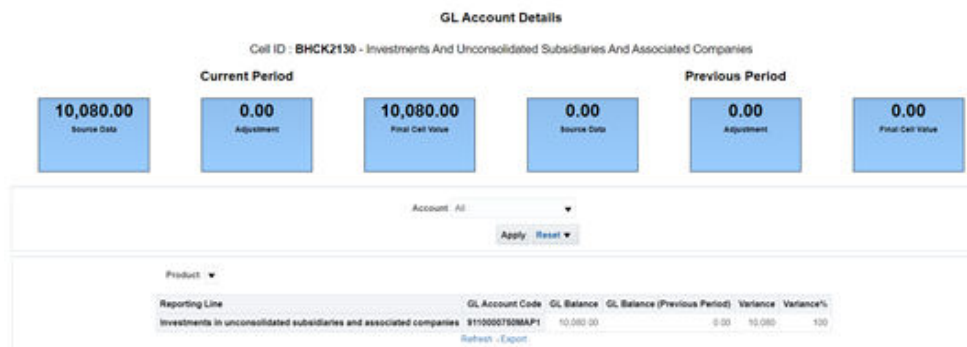 GL Account Details
Cell ID : BHCK2130 - Investments And Unconsolidated Subsidiaries And Associated Companies
Current Period Previous Period
10,080.00 0.00 10,080.00 0.00 0.00 0.00
Source Data Adjustment Final Cell Value Source Data Adjustment Final Cell Value
Account All
Apply Reset
Product
Reporting Line GL Account Code GL Balance GL Balance (Previous Period) Variance Variance%
Investments in unconsolidated subsidiaries and associated companies 9110000750MAP1 10,080.00 0.00 10,080 100
Refresh - Export